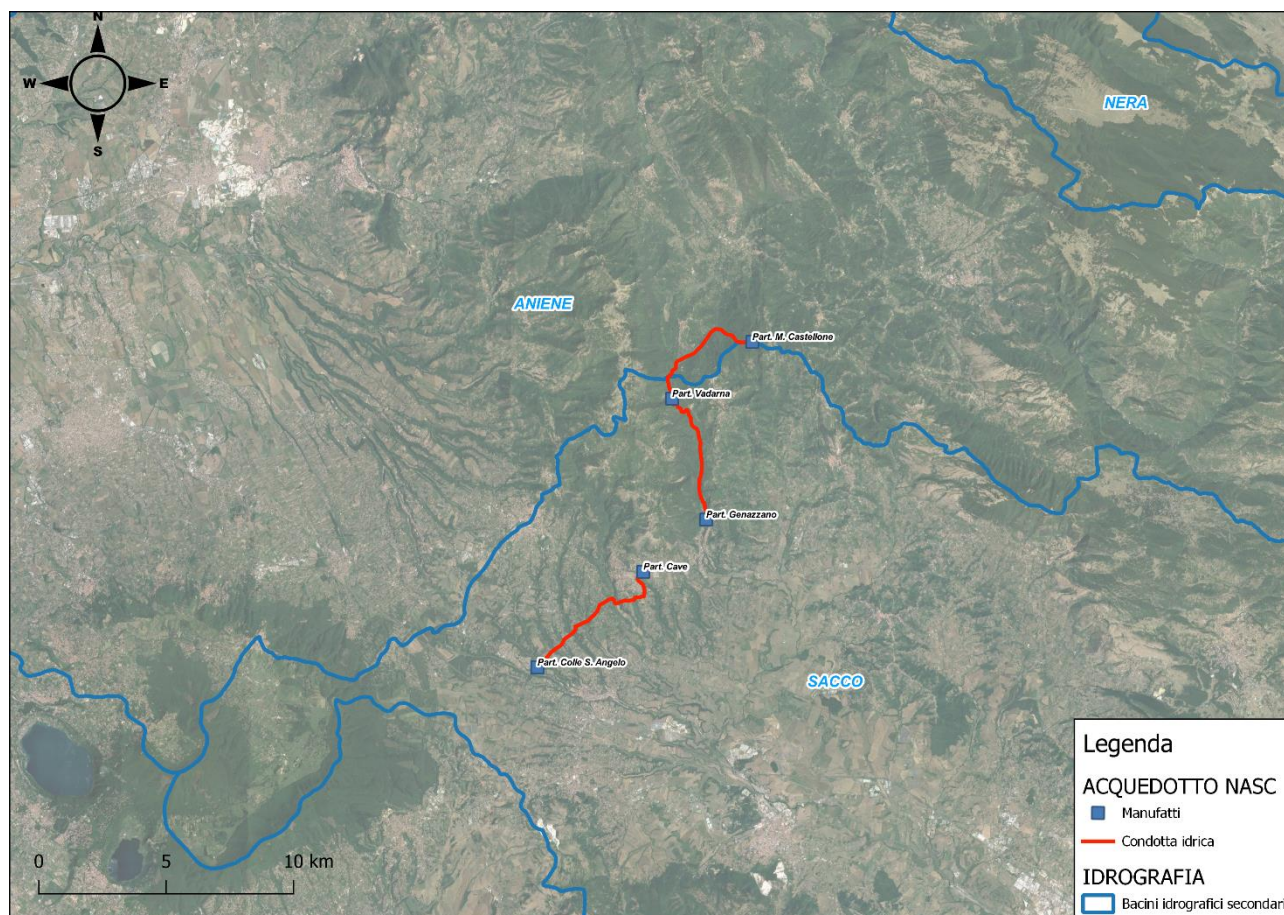 N
W E
S
NERA
ANIENE
Part. M. Castellone
Part. Vadarna
Part. Genazzano
Part. Cave
Part. Colle S. Angelo
SACCO
0 5 10 km
Legenda
ACQUEDOTTO NASC
Manufatti
Condotta idrica
IDROGRAFIA
Bacini idrografici secondar